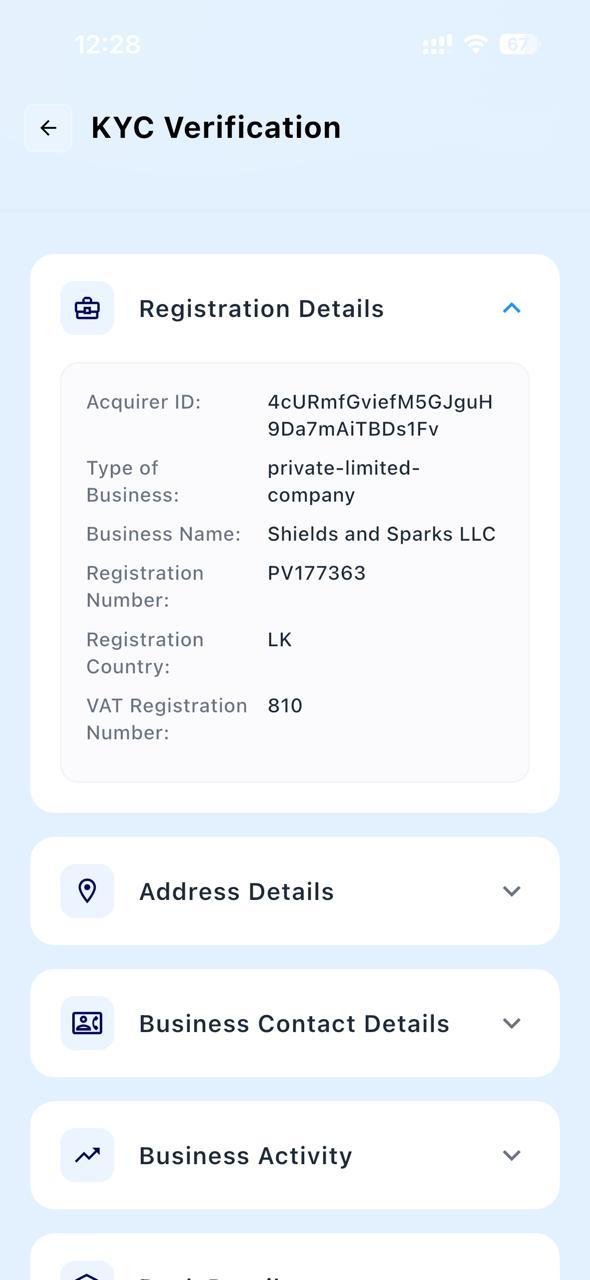 12:28
67
KYC Verification
Registration Details
Acquirer ID: 4cURmfGviefM5GJguH
9Da7mAiTBDs1Fv
Type of private-limited-
Business: company
Business Name: Shields and Sparks LLC
Registration PV177363
Number:
Registration LK
Country:
VAT Registration 810
Number:
Address Details
Business Contact Details
Business Activity